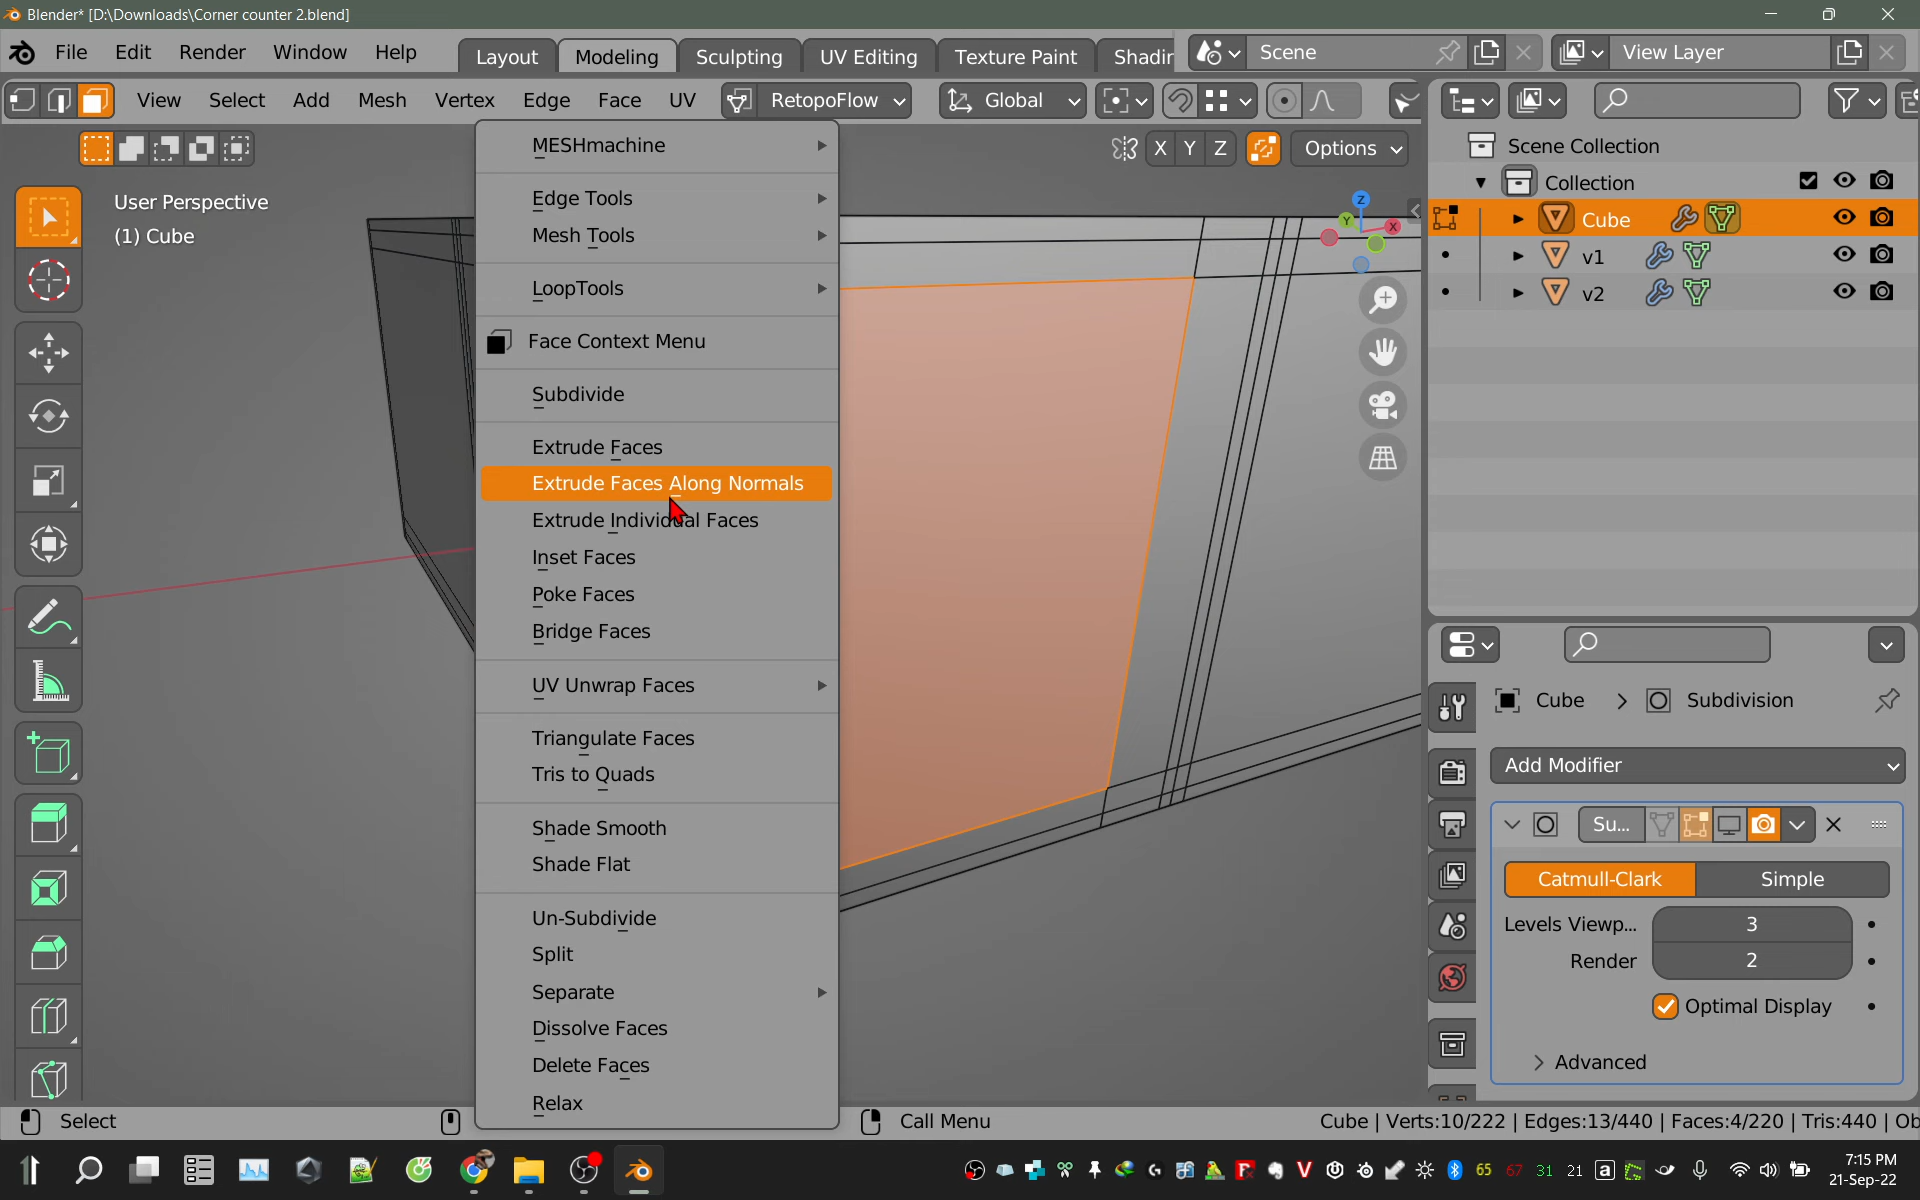 Blender* [D:\Downloads\Corner counter 2.blend]
File Edit Render Window Help
Layout Modeling Sculpting UV Editing Texture Paint Shadin
Scene
View Layer
View Select Add Mesh Vertex Edge Face UV
RetopoFlow
Global
X Y Z
Options
User Perspective
(1) Cube
Z
Y
X
MESHmachine
Edge Tools
Mesh Tools
LoopTools
Face Context Menu
Subdivide
Extrude Faces
Extrude Faces Along Normals
Extrude Individual Faces
Inset Faces
Poke Faces
Bridge Faces
UV Unwrap Faces
Triangulate Faces
Tris to Quads
Shade Smooth
Shade Flat
Un-Subdivide
Split
Separate
Dissolve Faces
Delete Faces
Relax
Scene Collection
Collection
Cube
v1
v2
Cube > Subdivision
Add Modifier
Su...
Catmull-Clark Simple
Levels Viewp... 3
Render 2
Optimal Display
Advanced
Select
Call Menu
Cube | Verts:10/222 | Edges:13/440 | Faces:4/220 | Tris:440 | Ob
65 67 31 21
7:15 PM
21-Sep-22